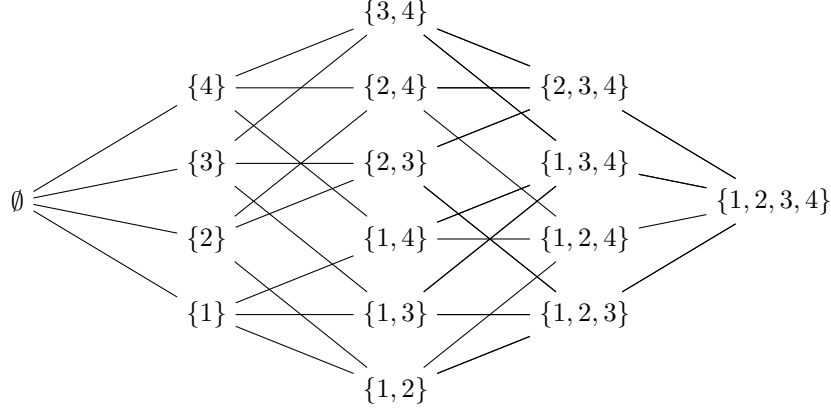 {3, 4}
{4} {2, 4} {2, 3, 4}
{3} {2, 3} {1, 3, 4}
∅ {1, 2, 3, 4}
{2} {1, 4} {1, 2, 4}
{1} {1, 3} {1, 2, 3}
{1, 2}